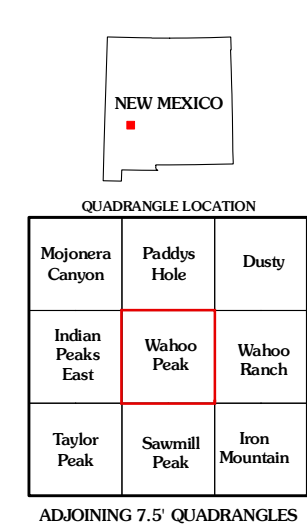 NEW MEXICO
QUADRANGLE LOCATION
Mojonera
Canyon
Paddys
Hole
Dusty
Indian
Peaks
East
Wahoo
Peak
Wahoo
Ranch
Taylor
Peak
Sawmill
Peak
Iron
Mountain
ADJOINING 7.5' QUADRANGLES